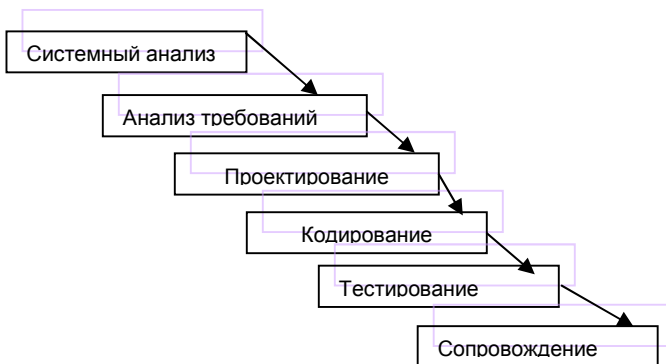 Системный анализ
Анализ требований
Проектирование
Кодирование
Тестирование
Сопровождение